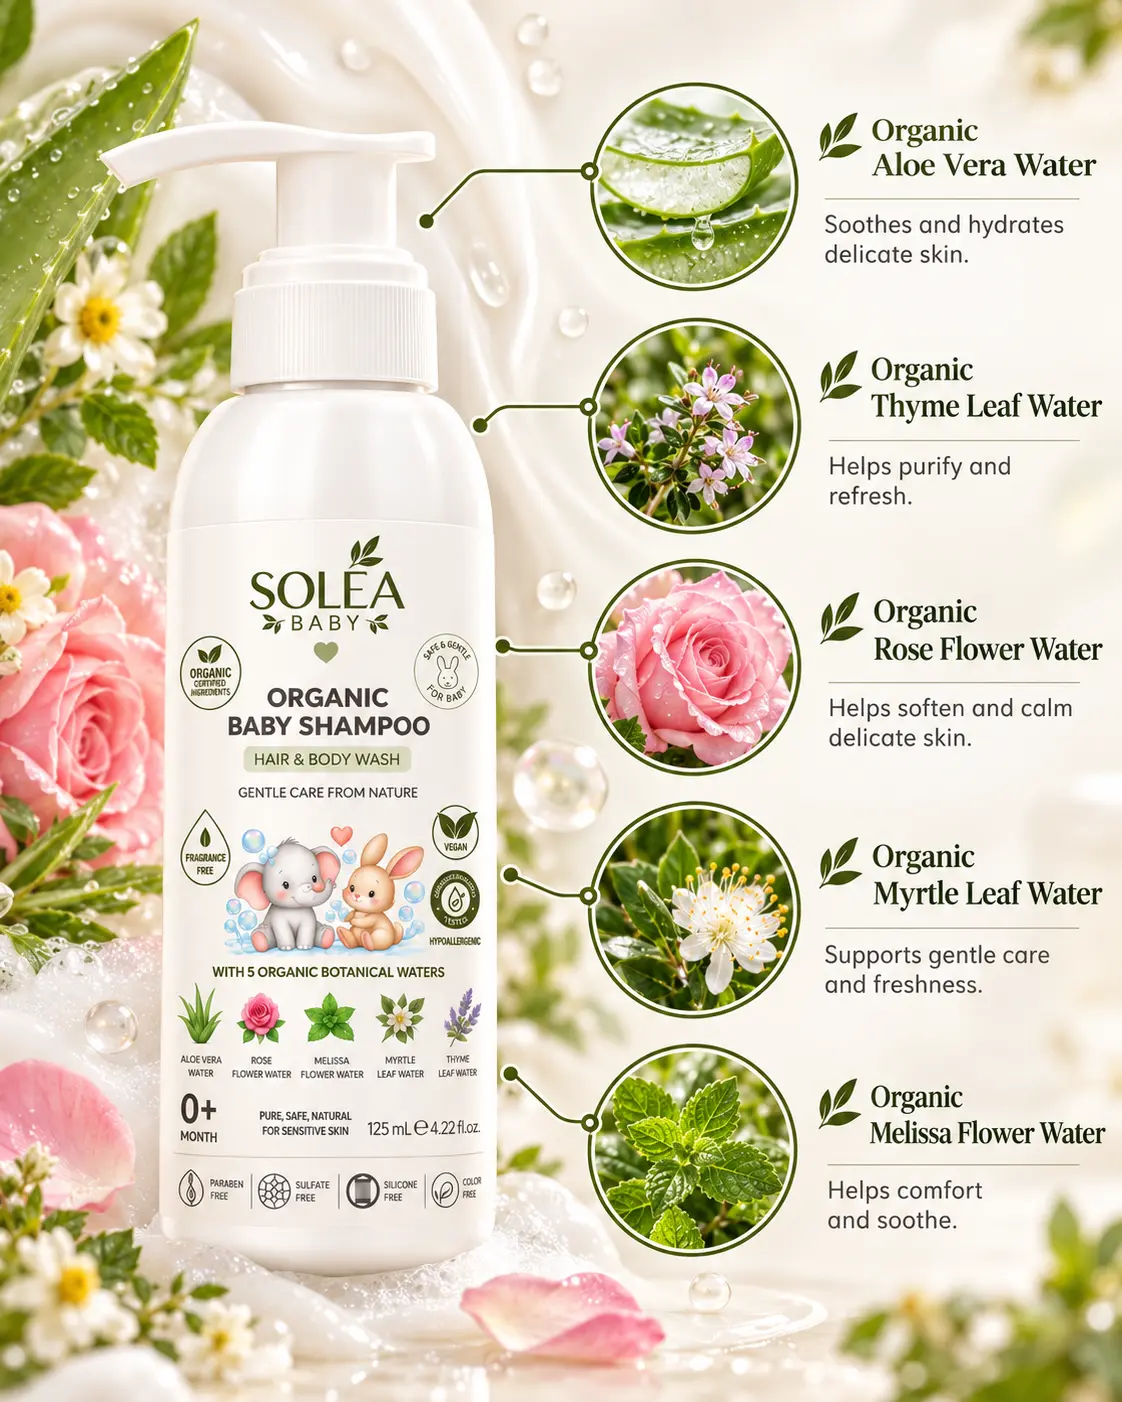 SOLÉA
BABY
ORGANIC
CERTIFIED
INGREDIENTS
SAFE & GENTLE
FOR BABY
ORGANIC
BABY SHAMPOO
HAIR & BODY WASH
GENTLE CARE FROM NATURE
FRAGRANCE
FREE
VEGAN
TESTED
HYPOALLERGENIC
WITH 5 ORGANIC BOTANICAL WATERS
ALOE VERA
WATER
ROSE
FLOWER WATER
MELISSA
FLOWER WATER
MYRTLE
LEAF WATER
THYME
LEAF WATER
0+
MONTH
PURE, SAFE, NATURAL
FOR SENSITIVE SKIN
125 mL ℮ 4.22 fl.oz.
PARABEN
FREE
SULFATE
FREE
SILICONE
FREE
COLOR
FREE
Organic
Aloe Vera Water
Soothes and hydrates
delicate skin.
Organic
Thyme Leaf Water
Helps purify and
refresh.
Organic
Rose Flower Water
Helps soften and calm
delicate skin.
Organic
Myrtle Leaf Water
Supports gentle care
and freshness.
Organic
Melissa Flower Water
Helps comfort
and soothe.